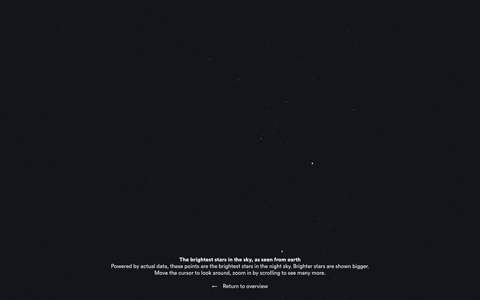 The brightest stars in the sky, as seen from earth
Powered by actual data, these points are the brightest stars in the night sky. Brighter stars are shown bigger.
Move the cursor to look around, zoom in by scrolling to see many more.
← Return to overview